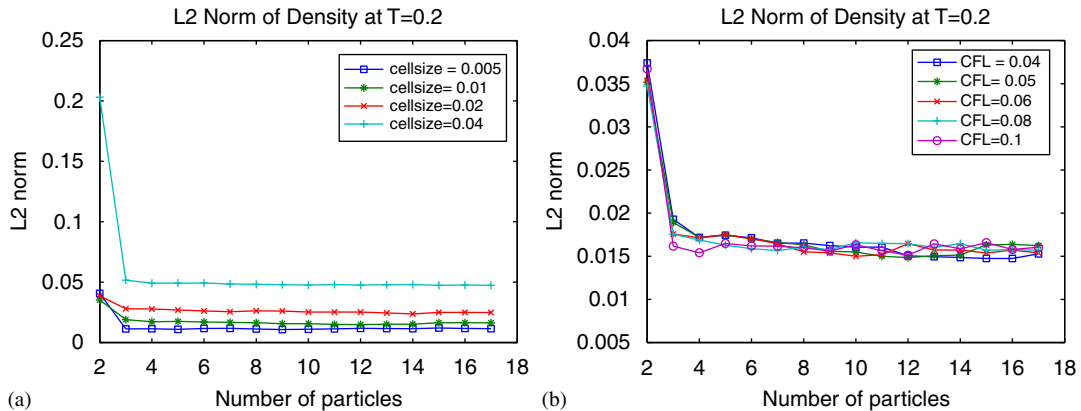 L2 Norm of Density at T=0.2
0.25
0.2
0.15
0.1
0.05
0
L2 norm
cellsize = 0.005
cellsize= 0.01
cellsize=0.02
cellsize=0.04
2 4 6 8 10 12 14 16 18
(a) Number of particles
L2 Norm of Density at T=0.2
0.04
0.035
0.03
0.025
0.02
0.015
0.01
0.005
L2 norm
CFL = 0.04
CFL = 0.05
CFL=0.06
CFL=0.08
CFL=0.1
2 4 6 8 10 12 14 16 18
(b) Number of particles